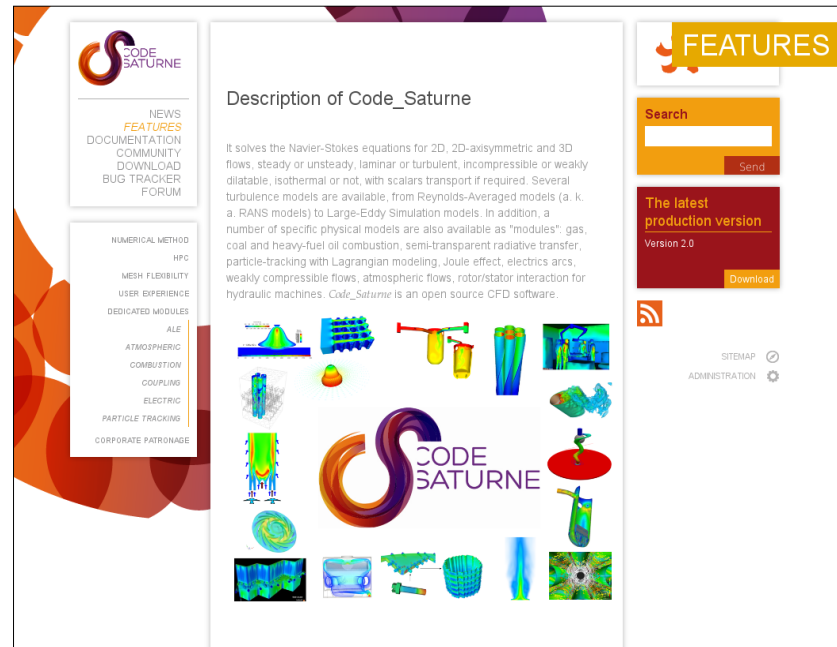 CODE
SATURNE
NEWS
FEATURES
DOCUMENTATION
COMMUNITY
DOWNLOAD
BUG TRACKER
FORUM
NUMERICAL METHOD
HPC
MESH FLEXIBILITY
USER EXPERIENCE
DEDICATED MODULES
ALE
ATMOSPHERIC
COMBUSTION
COUPLING
ELECTRIC
PARTICLE TRACKING
CORPORATE PATRONAGE
Description of Code_Saturne
It solves the Navier-Stokes equations for 2D, 2D-axisymmetric and 3D
flows, steady or unsteady, laminar or turbulent, incompressible or weakly
dilatable, isothermal or not, with scalars transport if required. Several
turbulence models are available, from Reynolds-Averaged models (a. k.
a. RANS models) to Large-Eddy Simulation models. In addition, a
number of specific physical models are also available as "modules": gas,
coal and heavy-fuel oil combustion, semi-transparent radiative transfer,
particle-tracking with Lagrangian modeling, Joule effect, electrics arcs,
weakly compressible flows, atmospheric flows, rotor/stator interaction for
hydraulic machines. Code_Saturne is an open source CFD software.
CODE
SATURNE
FEATURES
Search
Send
The latest
production version
Version 2.0
Download
SITEMAP
ADMINISTRATION